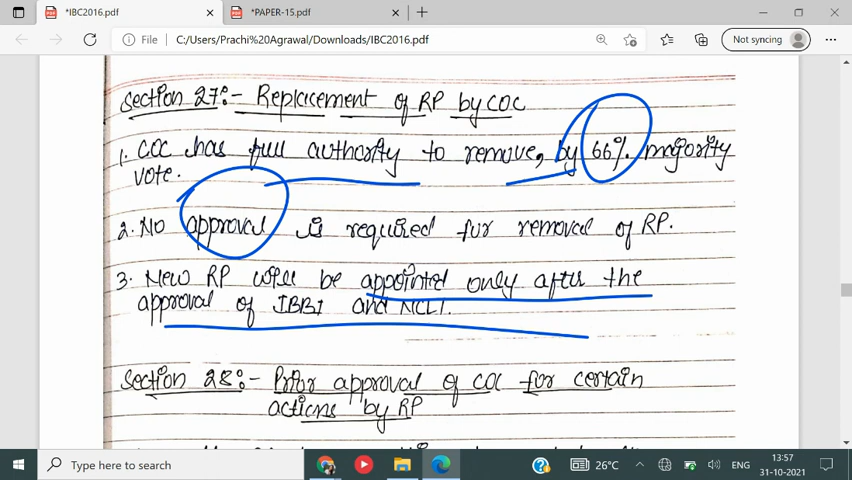 *IBC2016.pdf
*PAPER-15.pdf
File
C:/Users/Prachi%20Agrawal/Downloads/IBC2016.pdf
Not syncing
Section 27:- Replacement of RP by COC
1. COC has full authority to remove, by 66% majority
vote.
2. No approval is required for removal of RP.
3. New RP will be appointed only after the
approval of IBBI and NCLT.
Section 28:- Prior approval of COC for certain
actions by RP
Type here to search
26°C
ENG
13:57
31-10-2021